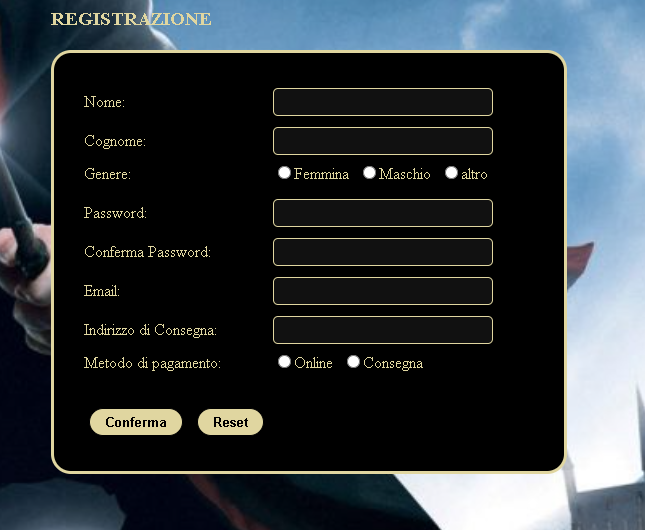 REGISTRAZIONE
Nome:
Cognome:
Genere: Femmina Maschio altro
Password:
Conferma Password:
Email:
Indirizzo di Consegna:
Metodo di pagamento: Online Consegna
Conferma Reset